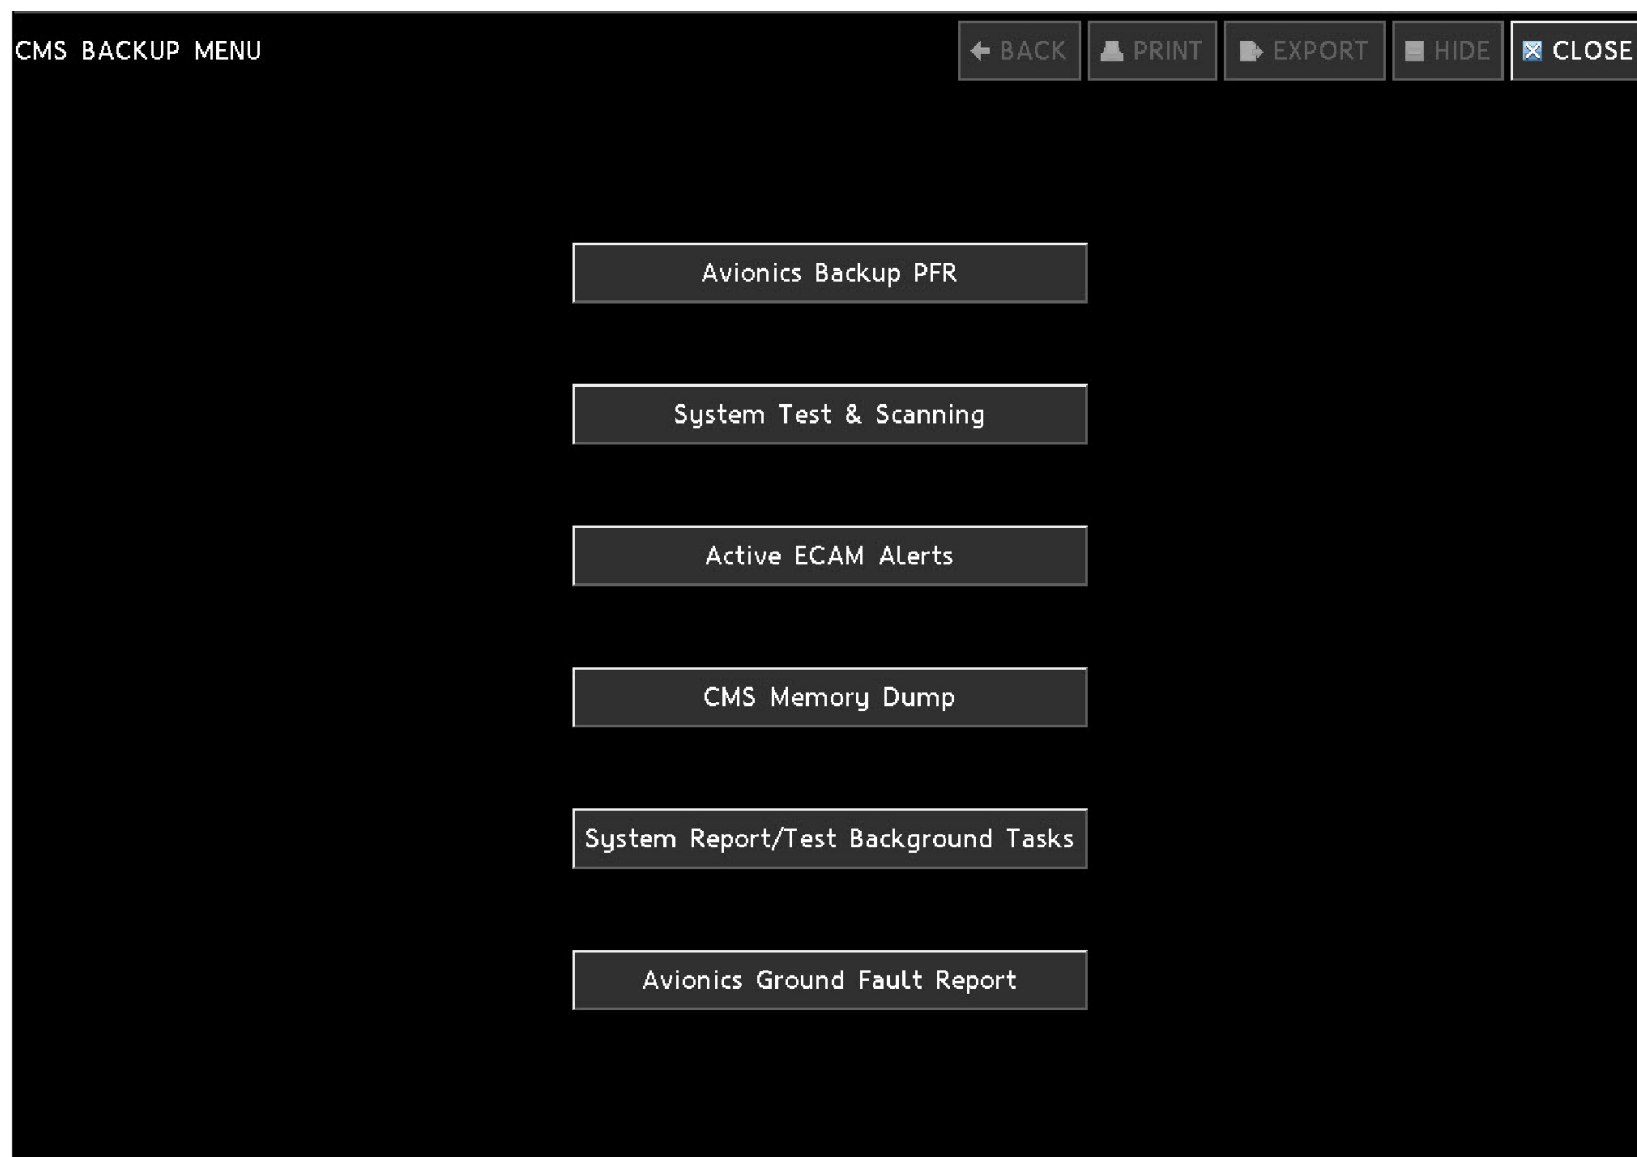 CMS BACKUP MENU BACK PRINT EXPORT HIDE CLOSE
Avionics Backup PFR
System Test & Scanning
Active ECAM Alerts
CMS Memory Dump
System Report/Test Background Tasks
Avionics Ground Fault Report